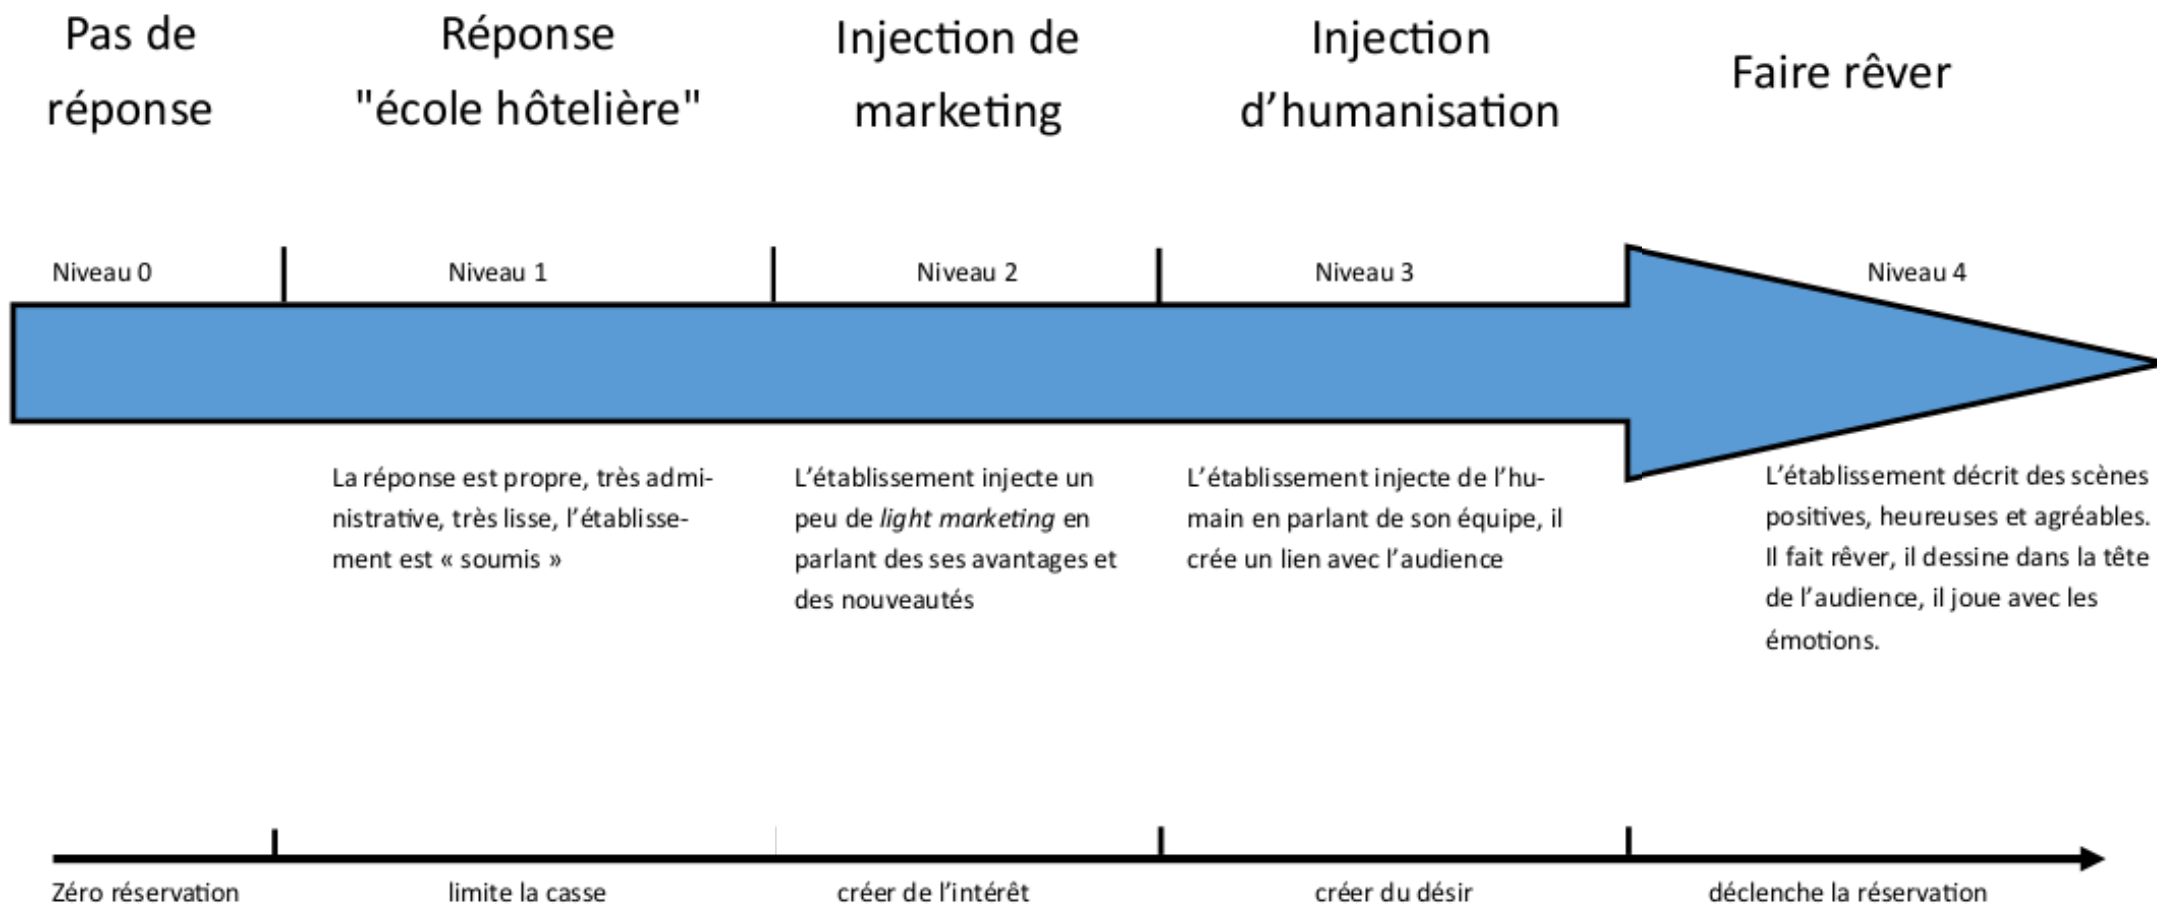 Pas de
réponse
Réponse
"école hôtelière"
Injection de
marketing
Injection
d’humanisation
Faire rêver
Niveau 0
Niveau 1
Niveau 2
Niveau 3
Niveau 4
La réponse est propre, très admi-
nistrative, très lisse, l’établisse-
ment est « soumis »
L’établissement injecte un
peu de light marketing en
parlant des ses avantages et
des nouveautés
L’établissement injecte de l’hu-
main en parlant de son équipe, il
crée un lien avec l’audience
L’établissement décrit des scènes
positives, heureuses et agréables.
Il fait rêver, il dessine dans la tête
de l’audience, il joue avec les
émotions.
Zéro réservation
limite la casse
créer de l’intérêt
créer du désir
déclenche la réservation